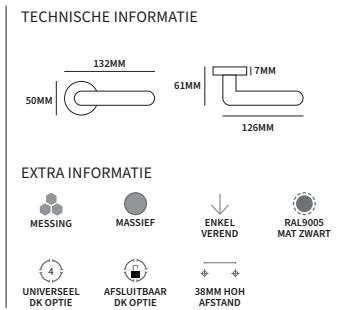 TECHNISCHE INFORMATIE
132MM
50MM
7MM
61MM
126MM
EXTRA INFORMATIE
MESSING
MASSIEF
ENKEL
VEREND
RAL9005
MAT ZWART
4
UNIVERSEEL
DK OPTIE
AFSLUITBAAR
DK OPTIE
38MM HOH
AFSTAND